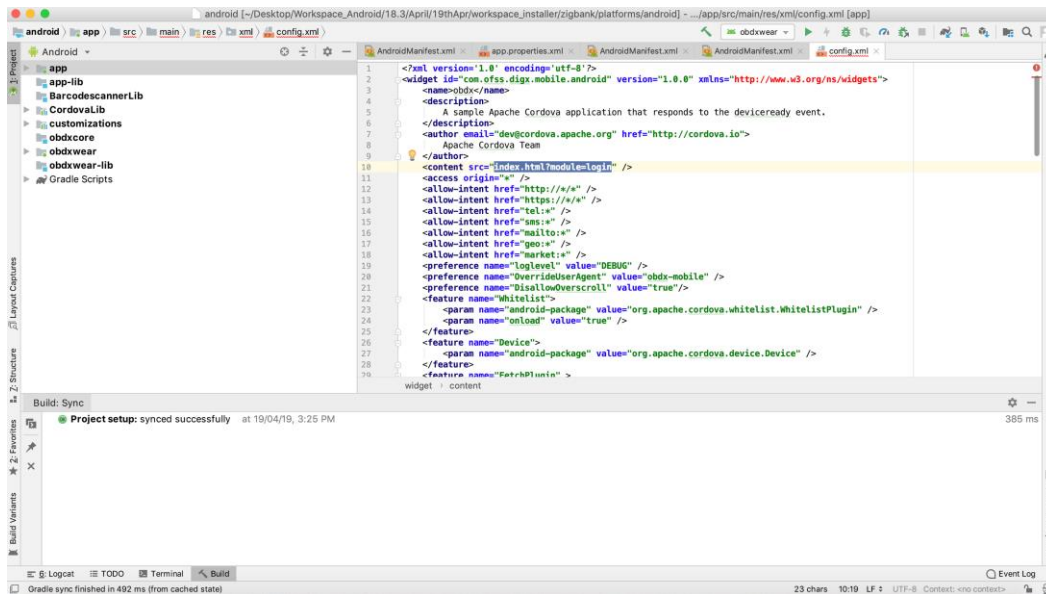 android [~/Desktop/Workspace_Android/18.3/April/19thApr/workspace_installer/zigbank/platforms/android] - .../app/src/main/res/xml/config.xml [app]
android app src main res xml config.xml obdxwear
Android AndroidManifest.xml app.properties.xml AndroidManifest.xml AndroidManifest.xml config.xml
1: Project
app
app-lib
BarcodescannerLib
CordovaLib
customizations
obdxcore
obdxwear
obdxwear-lib
Gradle Scripts
1 <?xml version='1.0' encoding='utf-8'?>
2 <widget id="com.ofss.digx.mobile.android" version="1.0.0" xmlns="http://www.w3.org/ns/widgets">
3 <name>obdx</name>
4 <description>
5 A sample Apache Cordova application that responds to the deviceready event.
6 </description>
7 <author email="dev@cordova.apache.org" href="http://cordova.io">
8 Apache Cordova Team
9 </author>
10 <content src="index.html?module=login" />
11 <access origin="*" />
12 <allow-intent href="http://*/*" />
13 <allow-intent href="https://*/*" />
14 <allow-intent href="tel:*" />
15 <allow-intent href="sms:*" />
16 <allow-intent href="mailto:*" />
17 <allow-intent href="geo:*" />
18 <allow-intent href="market:*" />
19 <preference name="loglevel" value="DEBUG" />
20 <preference name="OverrideUserAgent" value="obdx-mobile" />
21 <preference name="DisallowOverscroll" value="true"/>
22 <feature name="Whitelist">
23 <param name="android-package" value="org.apache.cordova.whitelist.WhitelistPlugin" />
24 <param name="onload" value="true" />
25 </feature>
26 <feature name="Device">
27 <param name="android-package" value="org.apache.cordova.device.Device" />
28 </feature>
29 <feature name="FetchPlugin" >
widget › content
Layout Captures
Z: Structure
2: Favorites
Build Variants
Build: Sync
Project setup: synced successfully at 19/04/19, 3:25 PM 385 ms
6: Logcat TODO Terminal Build Event Log
Gradle sync finished in 492 ms (from cached state) 23 chars 10:19 LF UTF-8 Context: <no context>